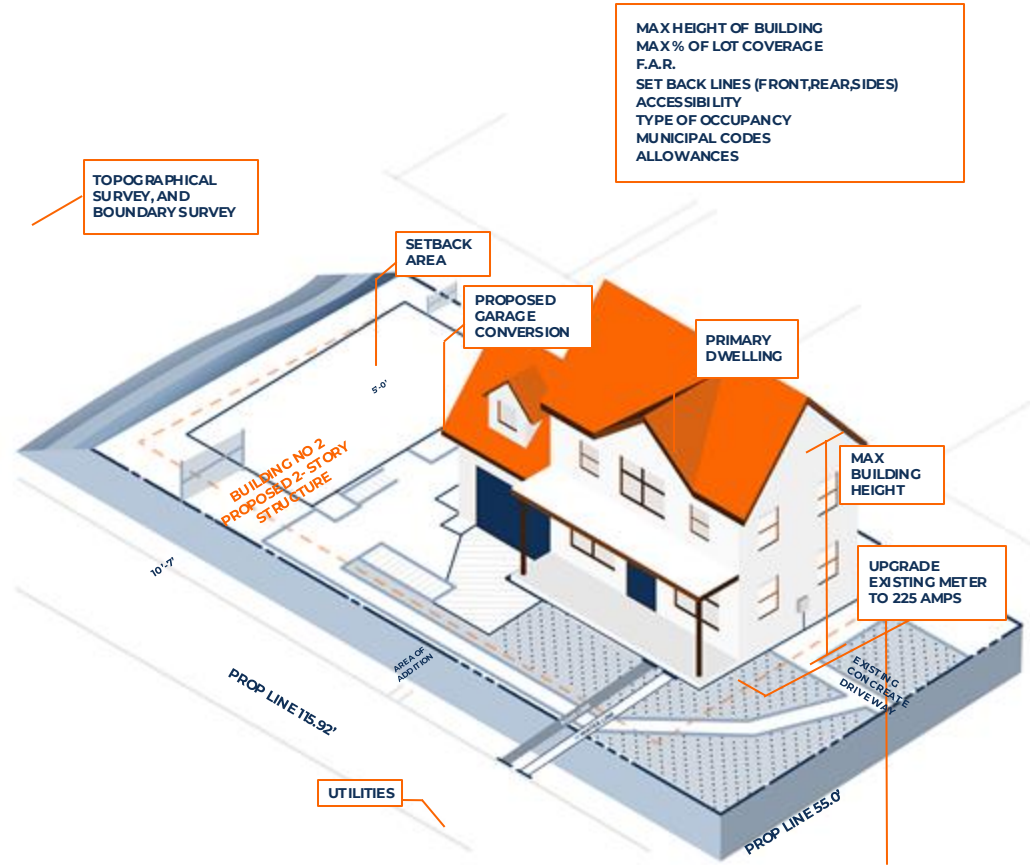 MAX HEIGHT OF BUILDING
MAX % OF LOT COVERAGE
F.A.R.
SET BACK LINES (FRONT,REAR,SIDES)
ACCESSIBILITY
TYPE OF OCCUPANCY
MUNICIPAL CODES
ALLOWANCES
TOPOGRAPHICAL
SURVEY, AND
BOUNDARY SURVEY
SETBACK
AREA
PROPOSED
GARAGE
CONVERSION
PRIMARY
DWELLING
5'-0"
BUILDING NO 2
PROPOSED 2- STORY
STRUCTURE
MAX
BUILDING
HEIGHT
UPGRADE
EXISTING METER
TO 225 AMPS
10'-7"
AREA OF
ADDITION
EXISTING
CONCREATE
DRIVEWAY
PROP LINE 115.92'
UTILITIES
PROP LINE 55.0'